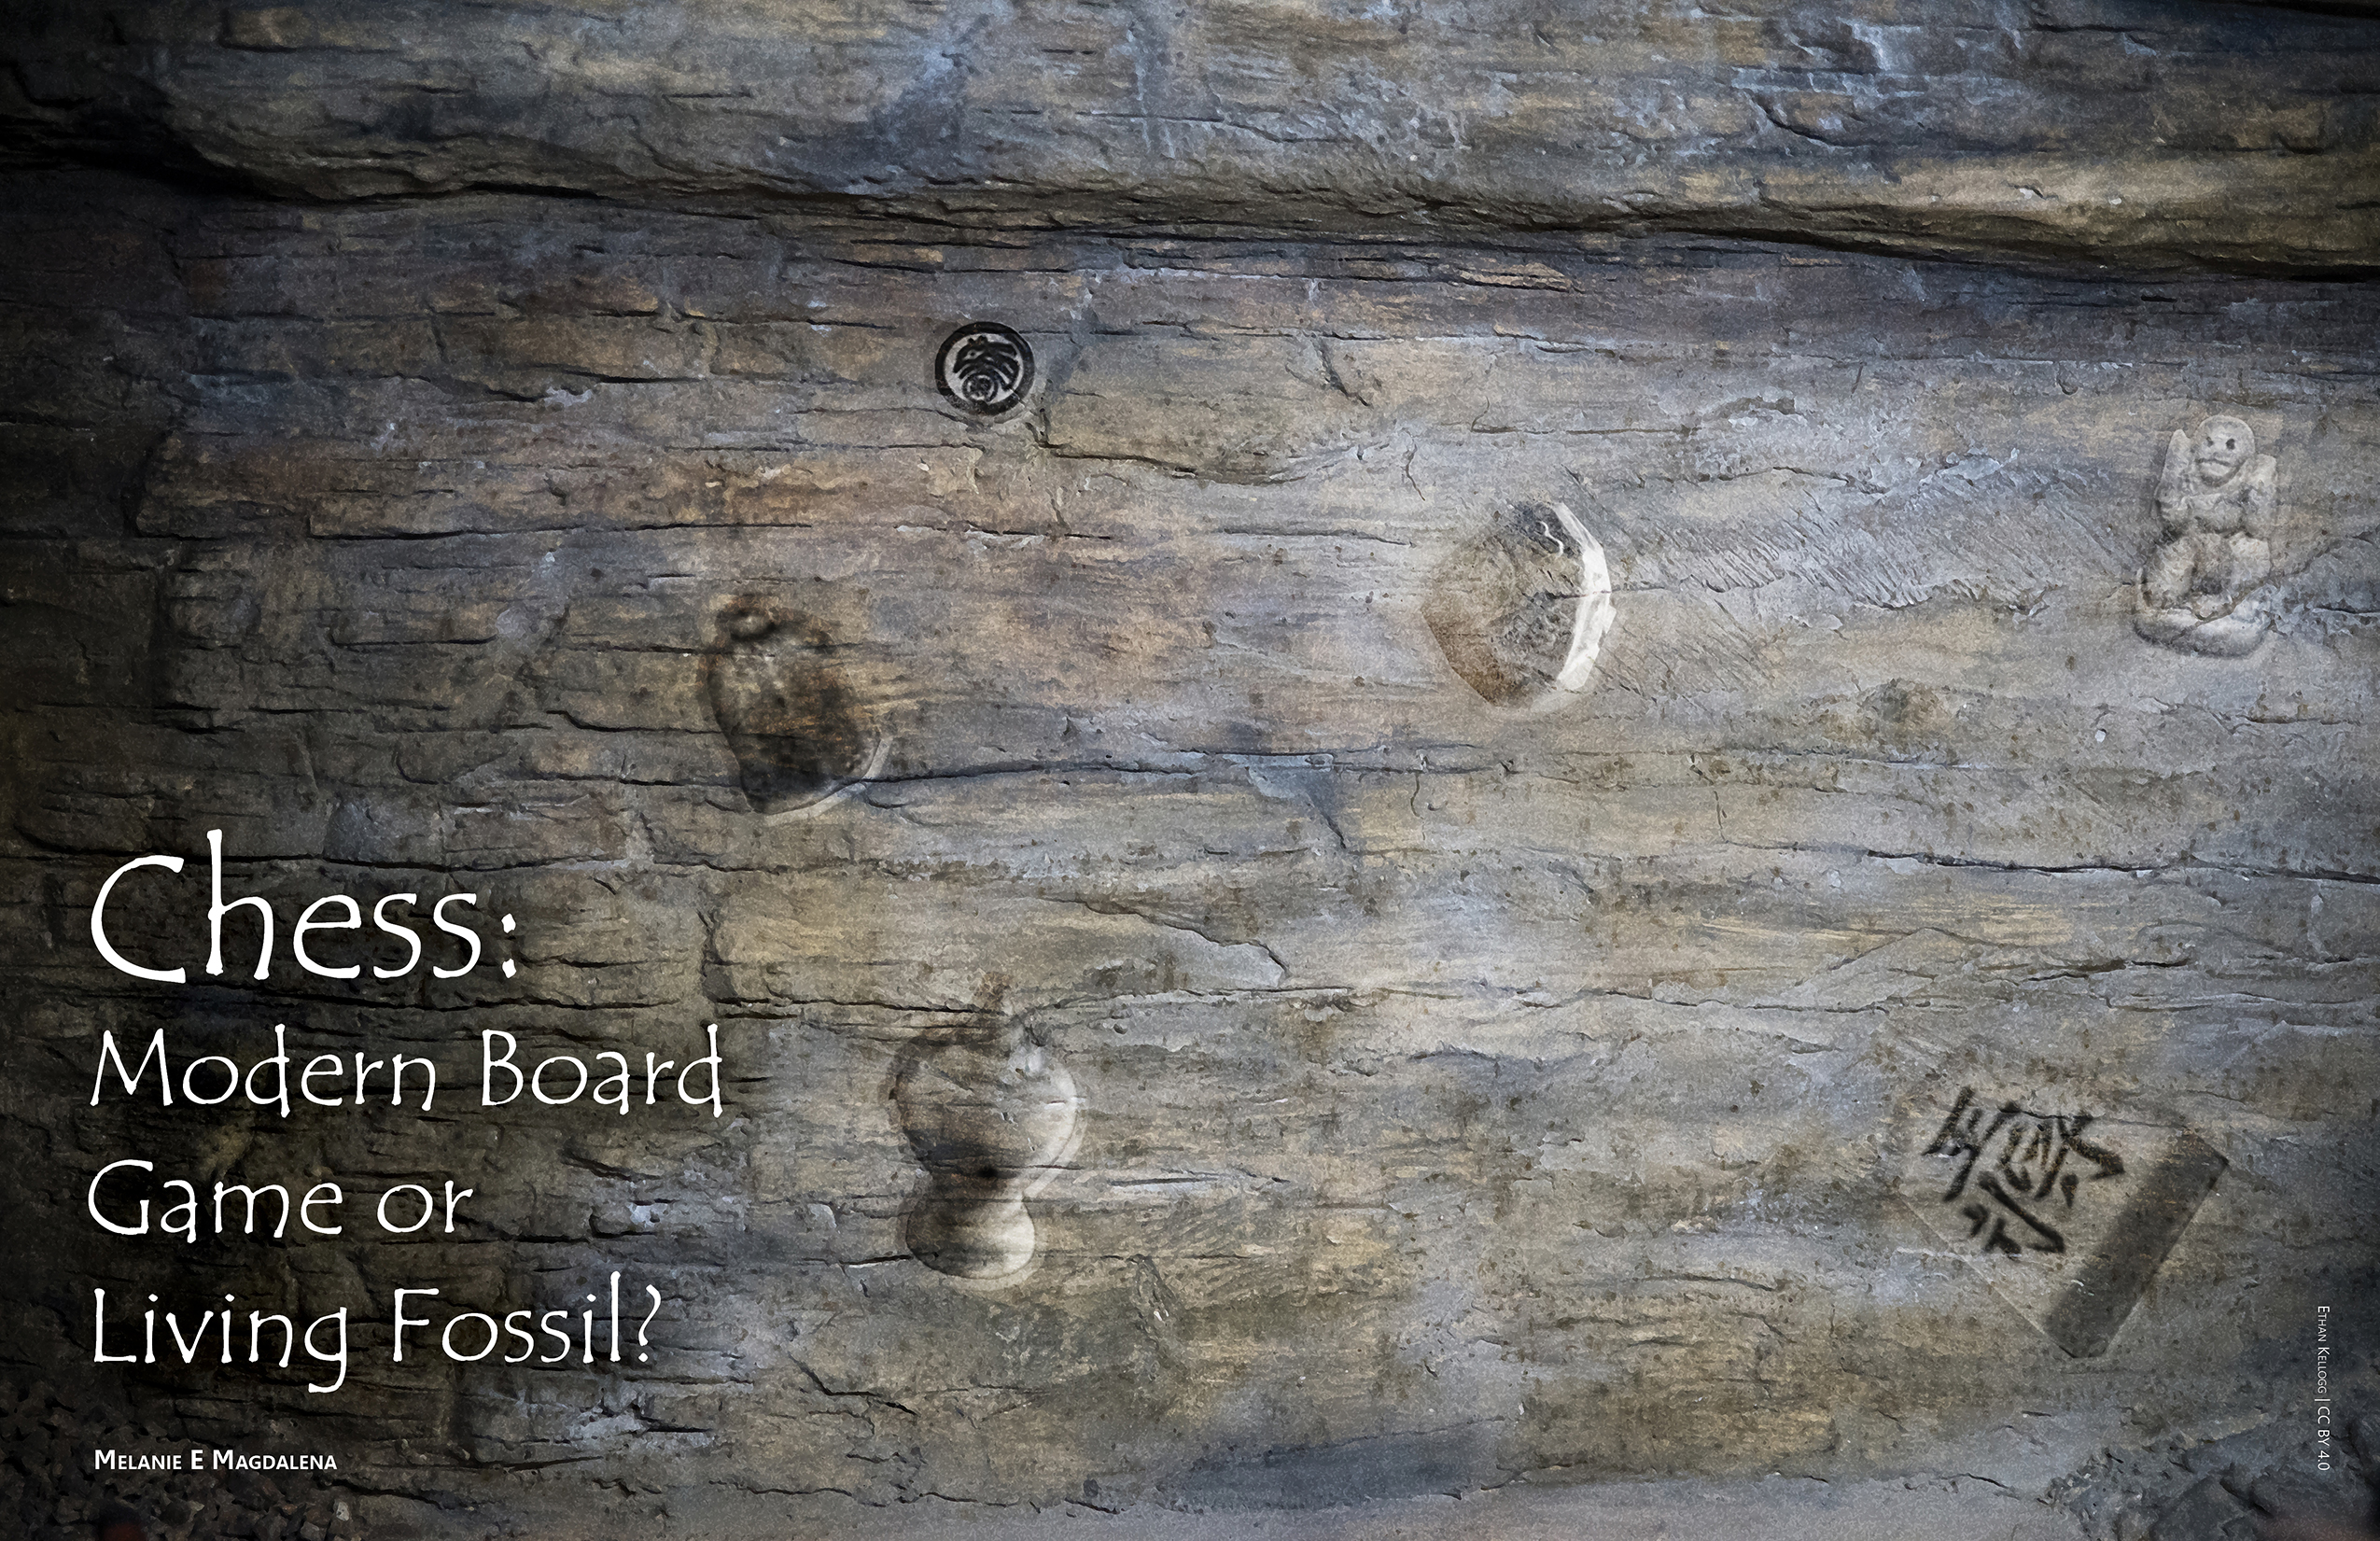 Chess:
Modern Board
Game or
Living Fossil?
Melanie E Magdalena
Ethan Kellogg | CC BY 4.0